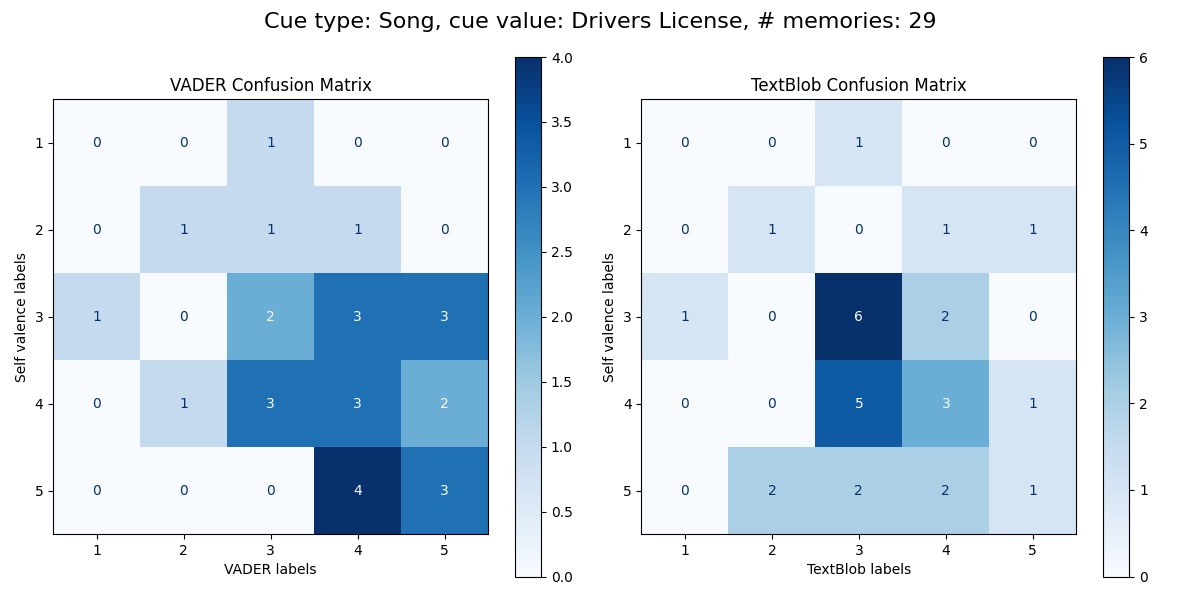 Cue type: Song, cue value: Drivers License, # memories: 29
VADER Confusion Matrix
Self valence labels
1 0 0 1 0 0
2 0 1 1 1 0
3 1 0 2 3 3
4 0 1 3 3 2
5 0 0 0 4 3
1 2 3 4 5
VADER labels
4.0
3.5
3.0
2.5
2.0
1.5
1.0
0.5
0.0
TextBlob Confusion Matrix
Self valence labels
1 0 0 1 0 0
2 0 1 0 1 1
3 1 0 6 2 0
4 0 0 5 3 1
5 0 2 2 2 1
1 2 3 4 5
TextBlob labels
6
5
4
3
2
1
0